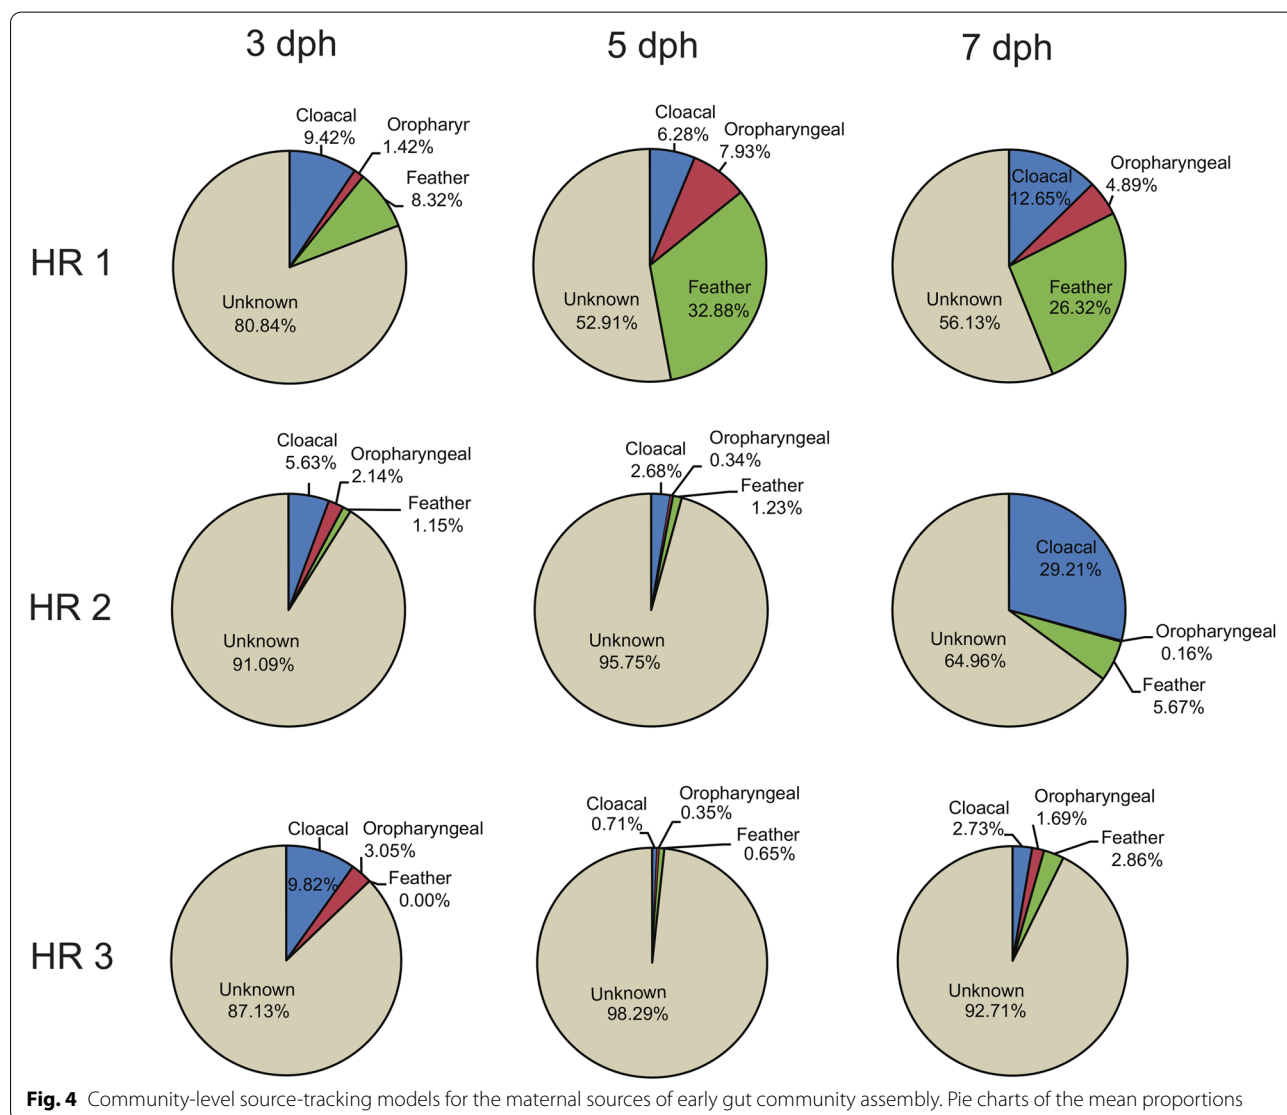 3 dph
5 dph
7 dph
HR 1
Cloacal
9.42%
Oropharyr
1.42%
Feather
8.32%
Unknown
80.84%
Cloacal
6.28%
Oropharyngeal
7.93%
Feather
32.88%
Unknown
52.91%
Cloacal
12.65%
Oropharyngeal
4.89%
Feather
26.32%
Unknown
56.13%
HR 2
Cloacal
5.63%
Oropharyngeal
2.14%
Feather
1.15%
Unknown
91.09%
Cloacal
2.68%
Oropharyngeal
0.34%
Feather
1.23%
Unknown
95.75%
Cloacal
29.21%
Oropharyngeal
0.16%
Feather
5.67%
Unknown
64.96%
HR 3
Cloacal
9.82%
Oropharyngeal
3.05%
Feather
0.00%
Unknown
87.13%
Cloacal
0.71%
Oropharyngeal
0.35%
Feather
0.65%
Unknown
98.29%
Cloacal
2.73%
Oropharyngeal
1.69%
Feather
2.86%
Unknown
92.71%
Fig. 4 Community-level source-tracking models for the maternal sources of early gut community assembly. Pie charts of the mean proportions